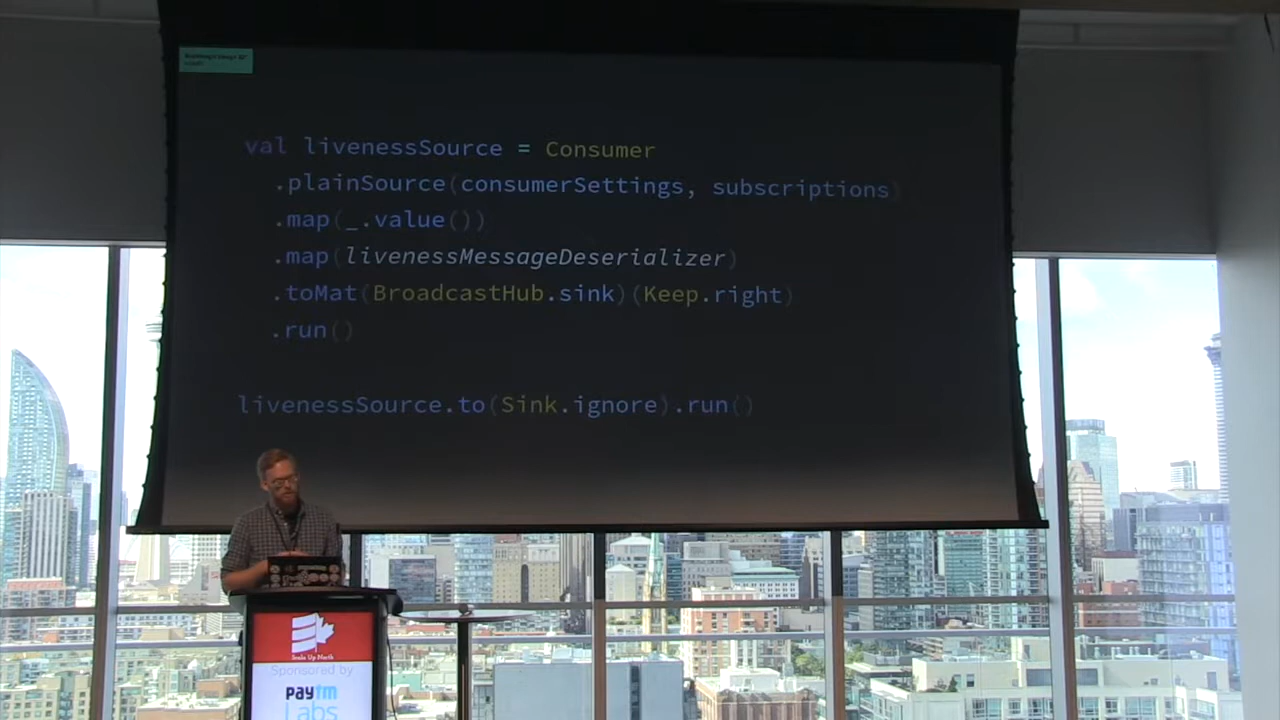 val livenessSource = Consumer
.plainSource(consumerSettings, subscriptions)
.map(_.value())
.map(livenessMessageDeserializer)
.toMat(BroadcastHub.sink)(Keep.right)
.run()
livenessSource.to(Sink.ignore).run()
Scale Up North
Sponsored by
paytm
Labs